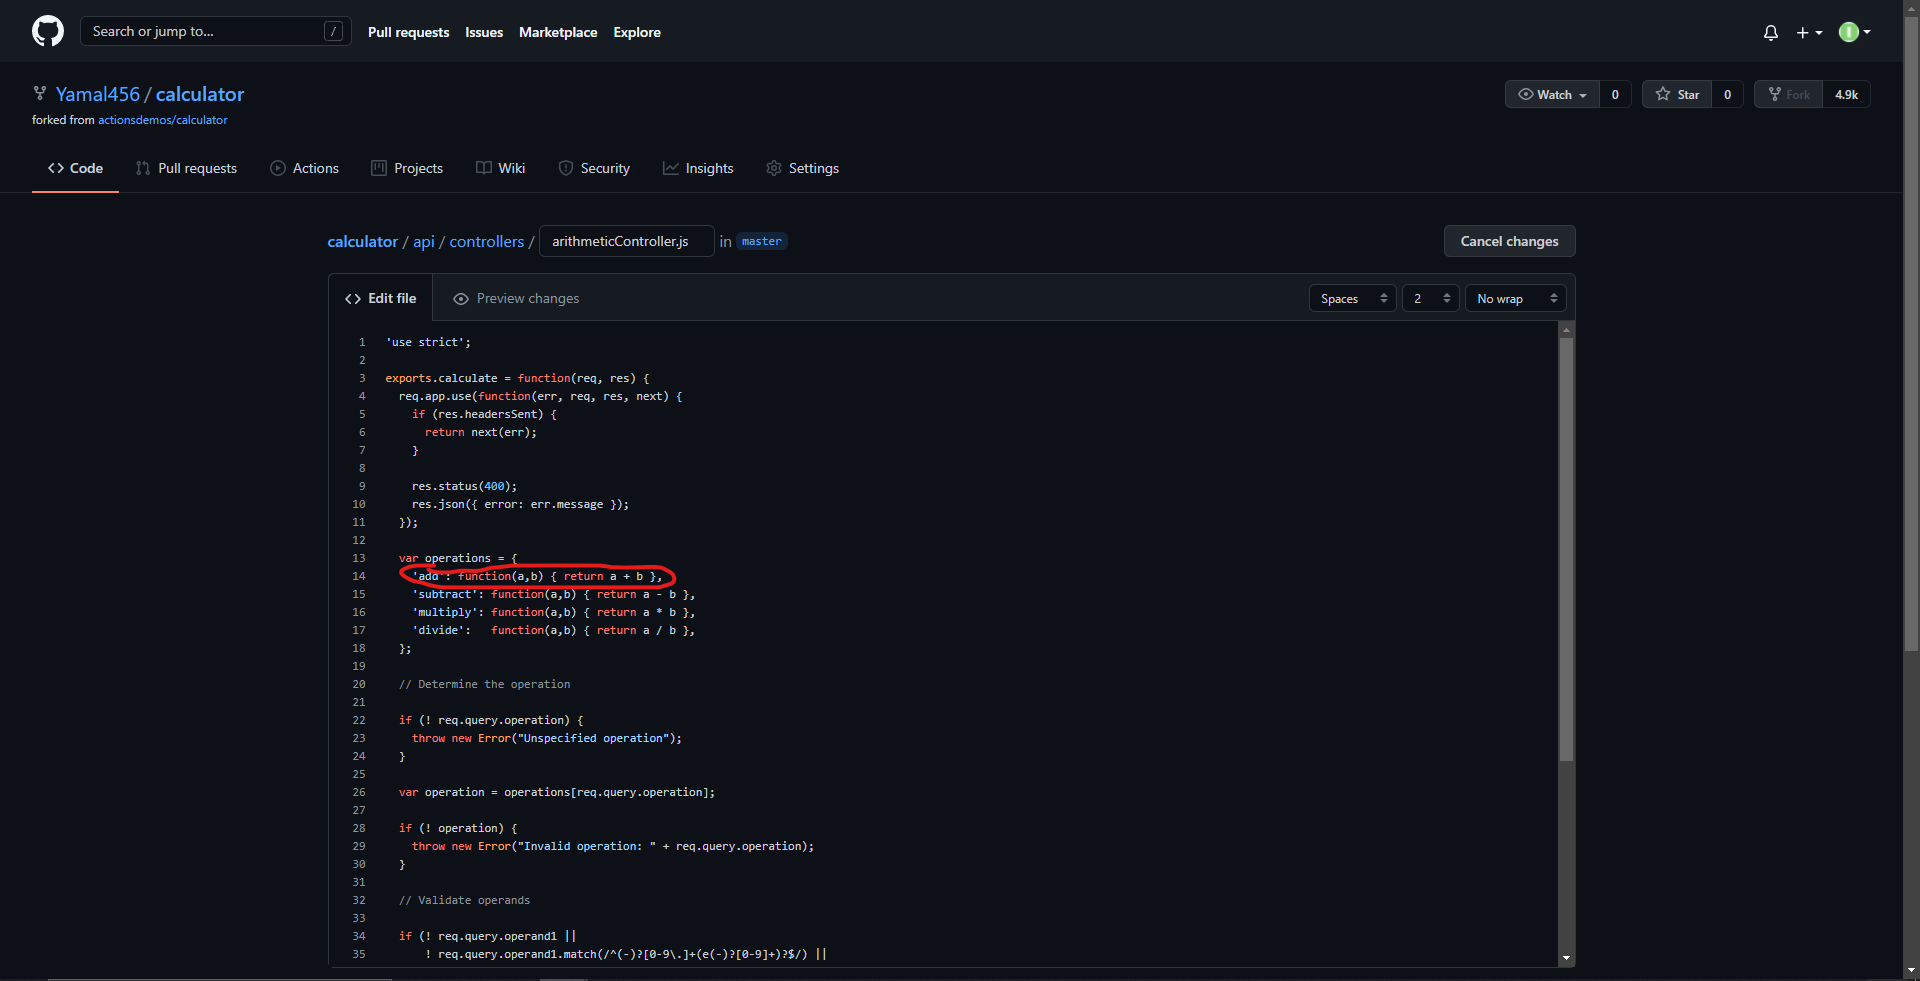 Search or jump to... /
Pull requests Issues Marketplace Explore
Yamal456 / calculator
Watch 0 Star 0 Fork 4.9k
forked from actionsdemos/calculator
Code Pull requests Actions Projects Wiki Security Insights Settings
calculator / api / controllers / arithmeticController.js in master
Cancel changes
Edit file Preview changes Spaces 2 No wrap
1 'use strict';
2
3 exports.calculate = function(req, res) {
4 req.app.use(function(err, req, res, next) {
5 if (res.headersSent) {
6 return next(err);
7 }
8
9 res.status(400);
10 res.json({ error: err.message });
11 });
12
13 var operations = {
14 'add': function(a,b) { return a + b },
15 'subtract': function(a,b) { return a - b },
16 'multiply': function(a,b) { return a * b },
17 'divide': function(a,b) { return a / b },
18 };
19
20 // Determine the operation
21
22 if (! req.query.operation) {
23 throw new Error("Unspecified operation");
24 }
25
26 var operation = operations[req.query.operation];
27
28 if (! operation) {
29 throw new Error("Invalid operation: " + req.query.operation);
30 }
31
32 // Validate operands
33
34 if (! req.query.operand1 ||
35 ! req.query.operand1.match(/^(-)?[0-9\.]+(e(-)?[0-9]+)?$/) ||